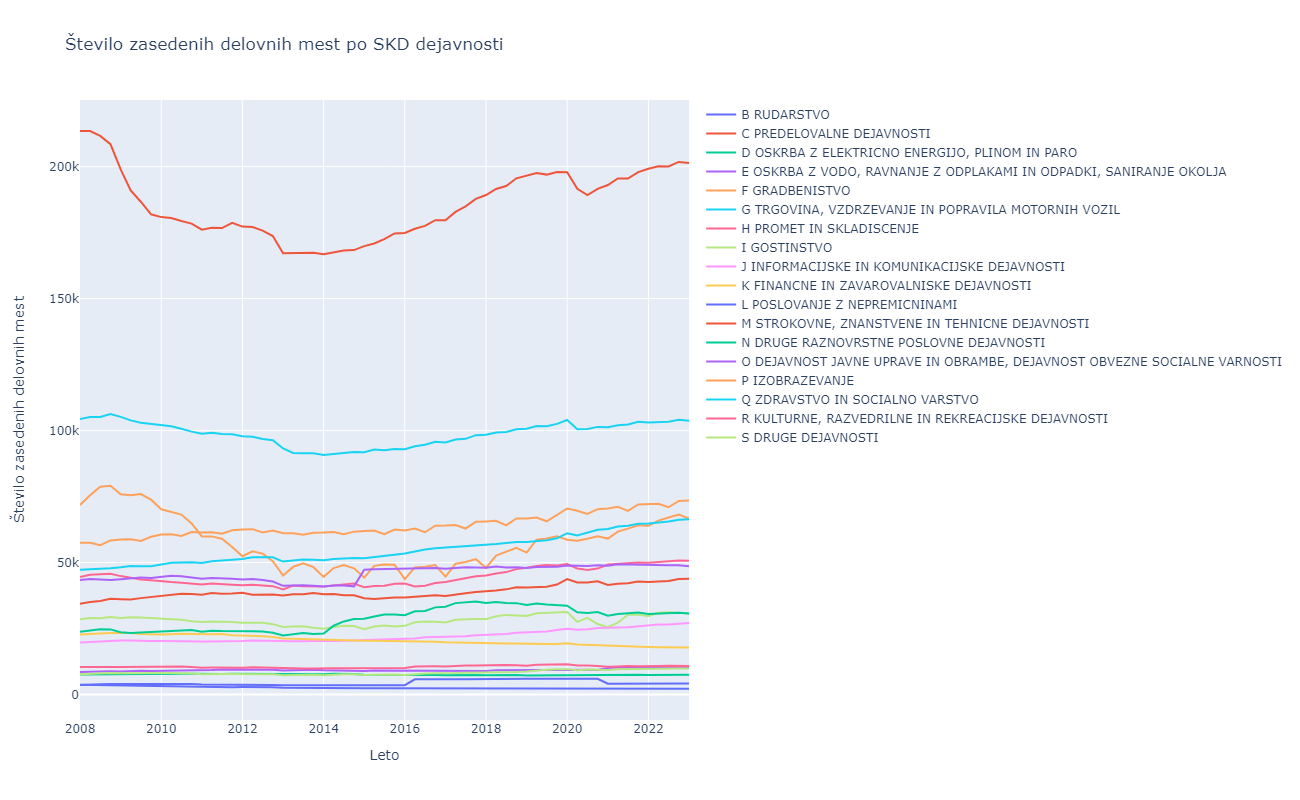 Število zasedenih delovnih mest po SKD dejavnosti
B RUDARSTVO
C PREDELOVALNE DEJAVNOSTI
D OSKRBA Z ELEKTRICNO ENERGIJO, PLINOM IN PARO
E OSKRBA Z VODO, RAVNANJE Z ODPLAKAMI IN ODPADKI, SANIRANJE OKOLJA
F GRADBENISTVO
G TRGOVINA, VZDRZEVANJE IN POPRAVILA MOTORNIH VOZIL
H PROMET IN SKLADISCENJE
I GOSTINSTVO
J INFORMACIJSKE IN KOMUNIKACIJSKE DEJAVNOSTI
K FINANCNE IN ZAVAROVALNISKE DEJAVNOSTI
L POSLOVANJE Z NEPREMICNINAMI
M STROKOVNE, ZNANSTVENE IN TEHNICNE DEJAVNOSTI
N DRUGE RAZNOVRSTNE POSLOVNE DEJAVNOSTI
O DEJAVNOST JAVNE UPRAVE IN OBRAMBE, DEJAVNOST OBVEZNE SOCIALNE VARNOSTI
P IZOBRAZEVANJE
Q ZDRAVSTVO IN SOCIALNO VARSTVO
R KULTURNE, RAZVEDRILNE IN REKREACIJSKE DEJAVNOSTI
S DRUGE DEJAVNOSTI
Število zasedenih delovnih mest
200k
150k
100k
50k
0
2008 2010 2012 2014 2016 2018 2020 2022
Leto